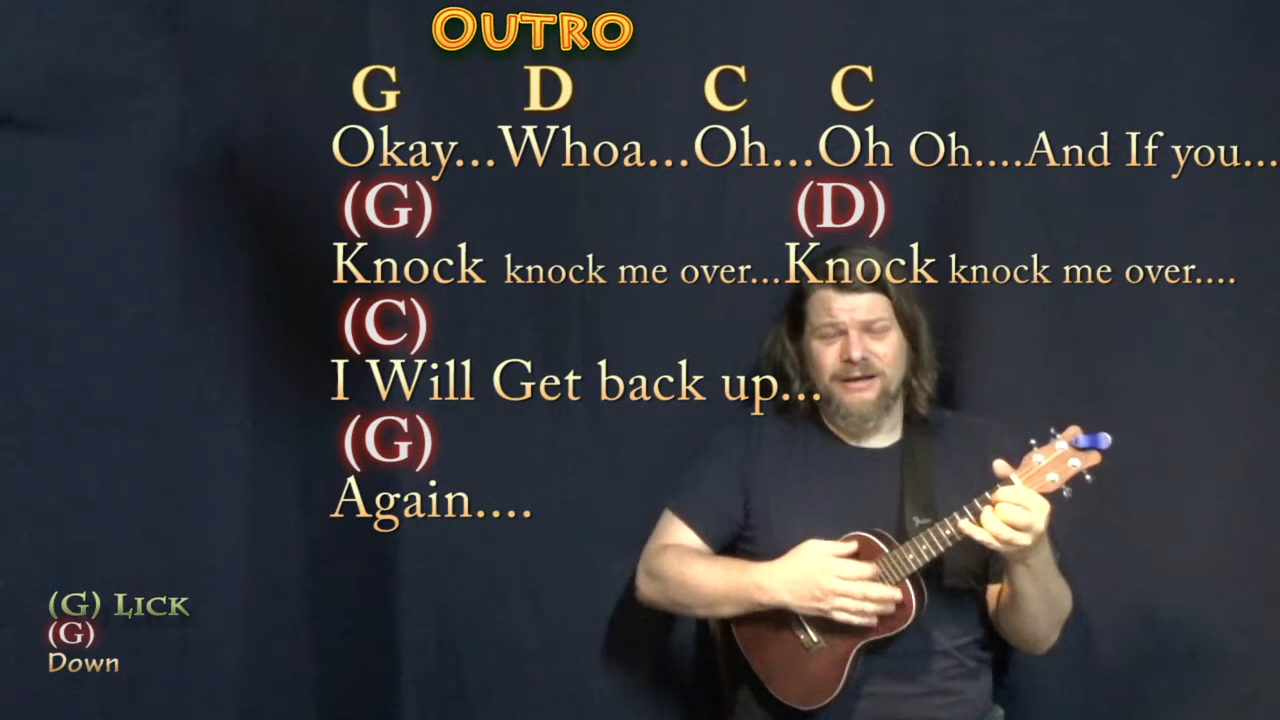 OUTRO
G D C C
Okay...Whoa...Oh...Oh Oh....And If you...
(G) (D)
Knock knock me over...Knock knock me over....
(C)
I Will Get back up...
(G)
Again....
(G) LICK
(G)
Down